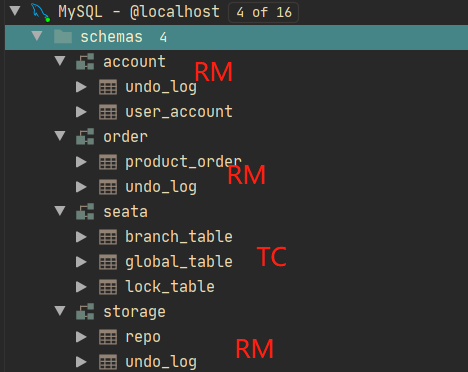 MySQL - @localhost 4 of 16
schemas 4
account
RM
undo_log
user_account
order
product_order
RM
undo_log
seata
branch_table
global_table
TC
lock_table
storage
repo
RM
undo_log